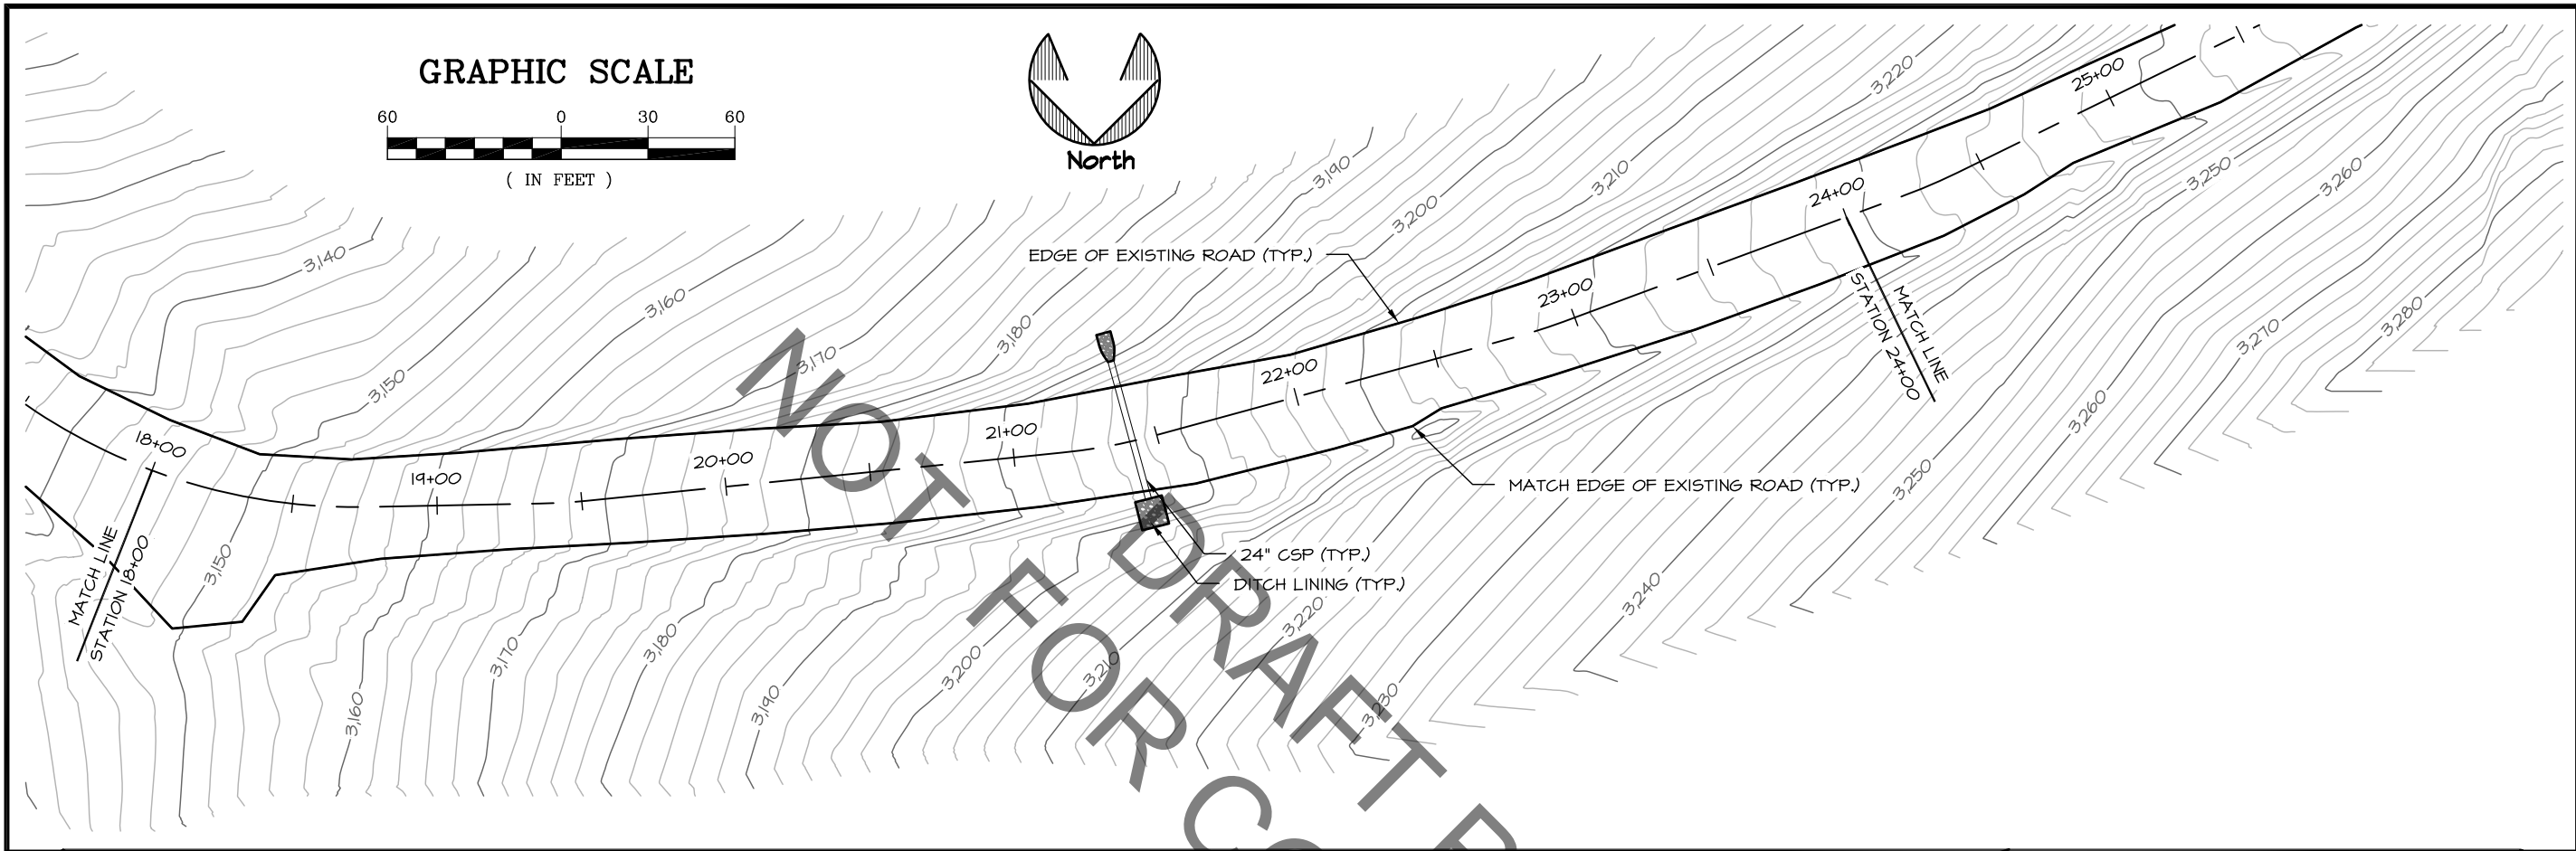 GRAPHIC SCALE
60 0 30 60
( IN FEET )
North
3,140
3,150
3,160
3,170
3,180
3,190
3,200
3,210
3,220
EDGE OF EXISTING ROAD (TYP.)
18+00
19+00
20+00
21+00
22+00
23+00
24+00
25+00
MATCH LINE
STATION 18+00
MATCH LINE
STATION 24+00
MATCH EDGE OF EXISTING ROAD (TYP.)
24" CSP (TYP.)
DITCH LINING (TYP.)
3,150
3,160
3,170
3,180
3,190
3,200
3,210
3,220
3,230
3,240
3,250
3,260
3,270
3,280
3,250
3,260
NOT
FOR CO
DRAFT